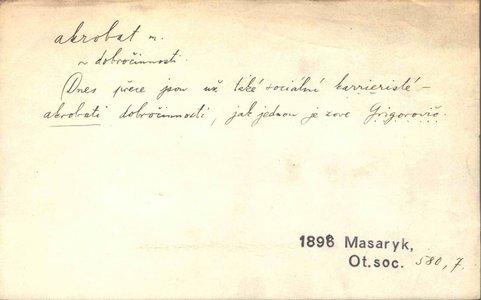 akrobat m.
~ dobročinnosti.
Dnes přece jsou už také sociální karrieristé –
akrobati dobročinnosti, jak jednou je zove Grigorovič.
1898 Masaryk,
Ot.soc. 580, 7.